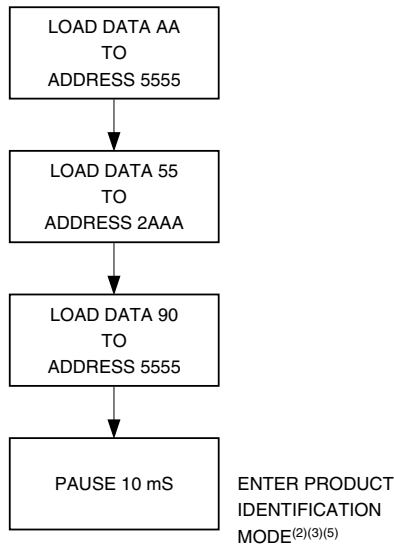 LOAD DATA AA
TO
ADDRESS 5555
LOAD DATA 55
TO
ADDRESS 2AAA
LOAD DATA 90
TO
ADDRESS 5555
PAUSE 10 mS
ENTER PRODUCT
IDENTIFICATION
MODE(2)(3)(5)